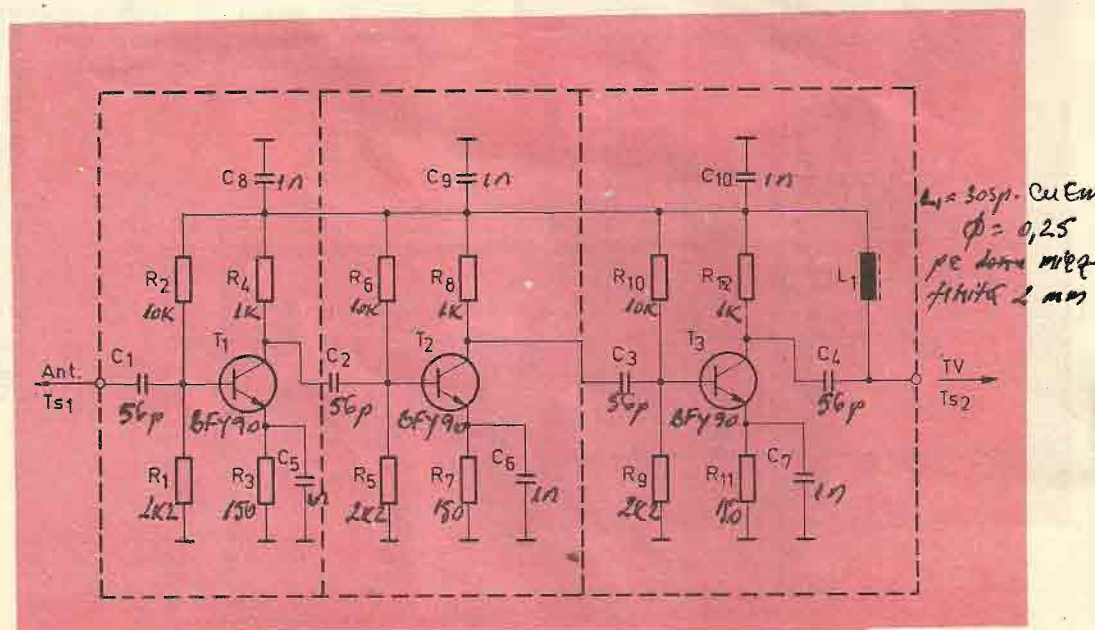 C8 1n
C9 1n
C10 1n
L1 = 30sp. CuEm
Φ = 0,25
pe miez
ferită 2 mm
R2
10K
R4
1K
R6
10K
R8
1K
R10
10K
R12
1K
L1
Ant.
Ts1
C1
56p
T1
BFY90
C2
56p
T2
BFY90
C3
56p
T3
BFY90
C4
56p
TV
Ts2
R1
2K2
R3
150
C5
1n
R5
2K2
R7
150
C6
1n
R9
2K2
R11
150
C7
1n